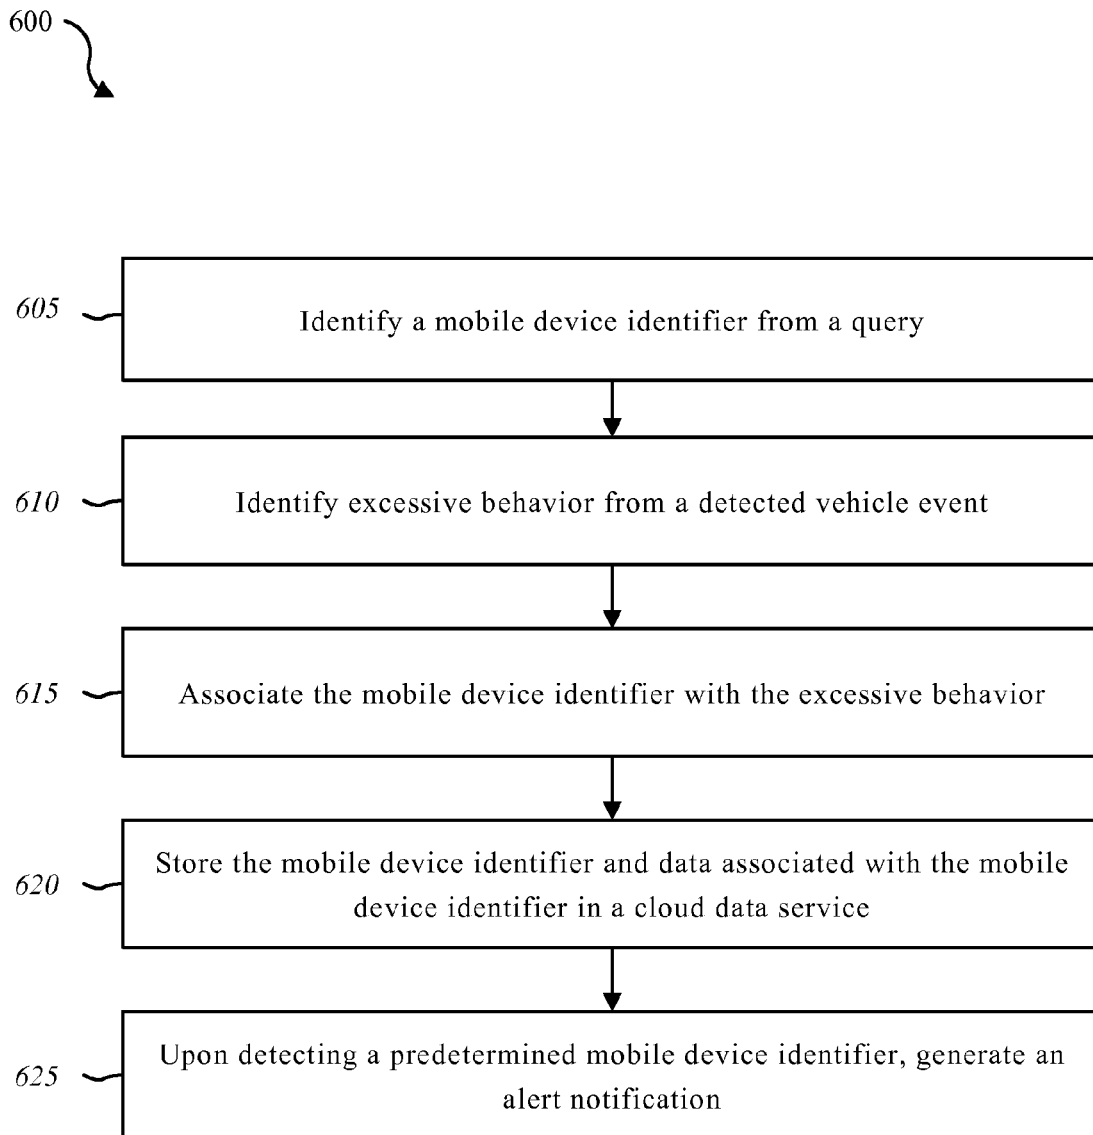 600
605
Identify a mobile device identifier from a query
610
Identify excessive behavior from a detected vehicle event
615
Associate the mobile device identifier with the excessive behavior
620
Store the mobile device identifier and data associated with the mobile
device identifier in a cloud data service
625
Upon detecting a predetermined mobile device identifier, generate an
alert notification